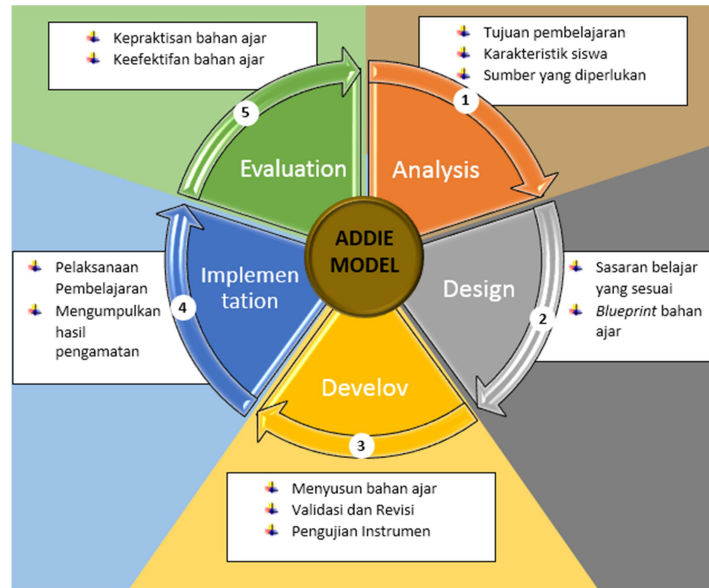 Kepraktisan bahan ajar
Keefektifan bahan ajar
Tujuan pembelajaran
Karakteristik siswa
Sumber yang diperlukan
5
1
Evaluation
Analysis
ADDIE
MODEL
Implemen
tation
Design
Pelaksanaan
Pembelajaran
Mengumpulkan
hasil
pengamatan
4
2
Sasaran belajar
yang sesuai
Blueprint bahan
ajar
Develov
3
Menyusun bahan ajar
Validasi dan Revisi
Pengujian Instrumen